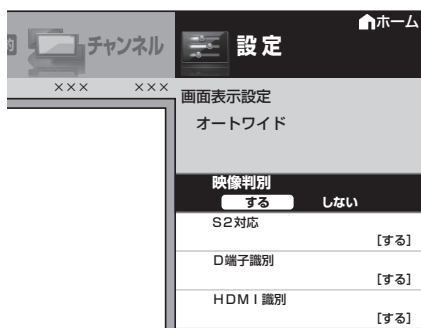 的 チャンネル 設定 ホーム
××× ×××
画面表示設定
オートワイド
映像判別
する しない
S2対応
[する]
D端子識別
[する]
HDMI識別
[する]